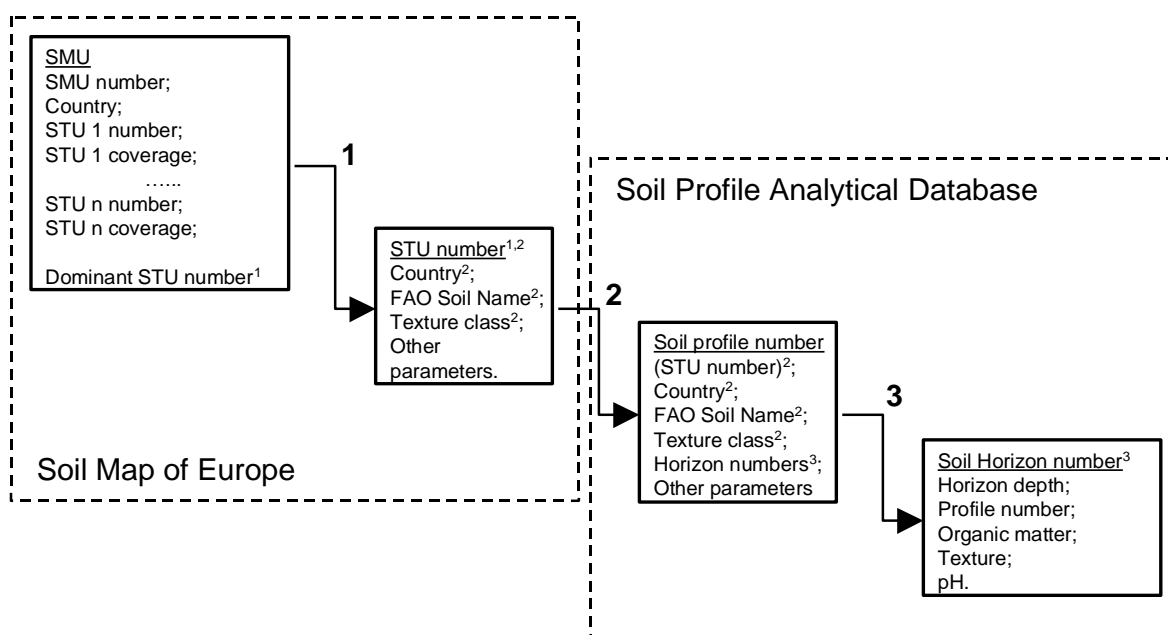 SMU
SMU number;
Country;
STU 1 number;
STU 1 coverage;
…...
STU n number;
STU n coverage;
Dominant STU number¹
1
STU number¹,²
Country²;
FAO Soil Name²;
Texture class²;
Other
parameters.
Soil Map of Europe
2
Soil Profile Analytical Database
Soil profile number
(STU number)²;
Country²;
FAO Soil Name²;
Texture class²;
Horizon numbers³;
Other parameters
3
Soil Horizon number³
Horizon depth;
Profile number;
Organic matter;
Texture;
pH.